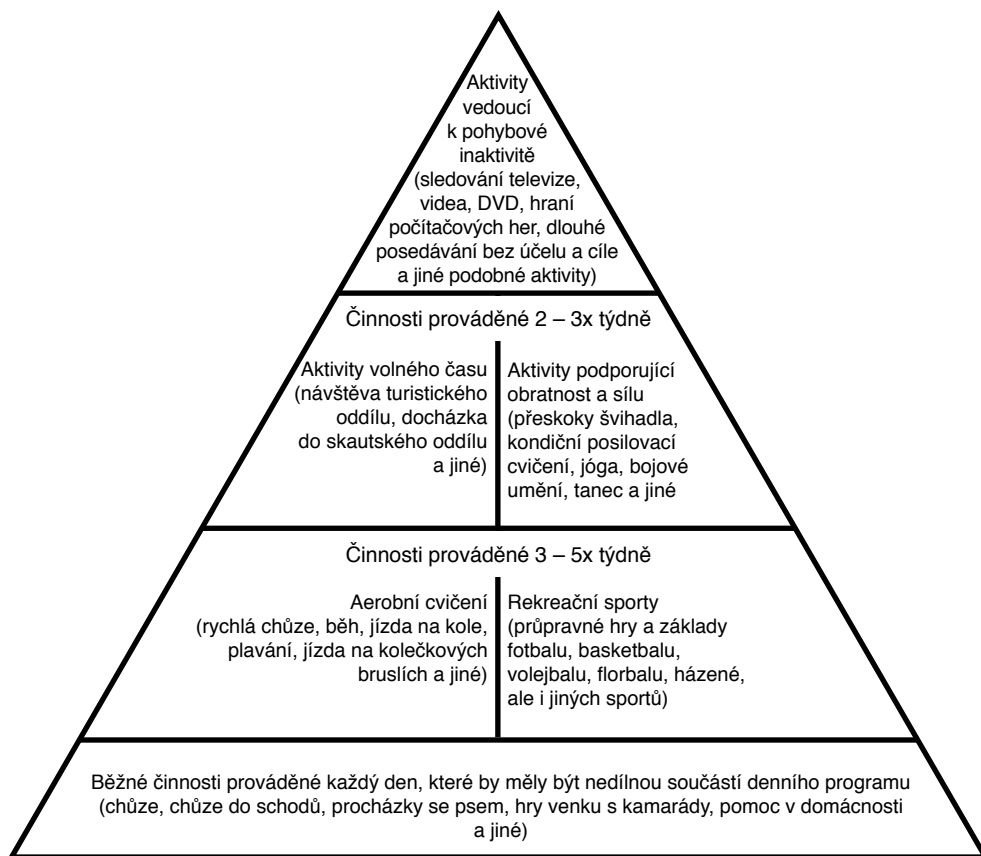 Aktivity
vedoucí
k pohybové
inaktivitě
(sledování televize,
videa, DVD, hraní
počítačových her, dlouhé
posedávání bez účelu a cíle
a jiné podobné aktivity)
Činnosti prováděné 2 – 3x týdně
Aktivity volného času
(návštěva turistického
oddílu, docházka
do skautského oddílu
a jiné)
Aktivity podporující
obratnost a sílu
(přeskoky švihadla,
kondiční posilovací
cvičení, jóga, bojové
umění, tanec a jiné
Činnosti prováděné 3 – 5x týdně
Aerobní cvičení
(rychlá chůze, běh, jízda na kole,
plavání, jízda na kolečkových
bruslích a jiné)
Rekreační sporty
(průpravné hry a základy
fotbalu, basketbalu,
volejbalu, florbalu, házené,
ale i jiných sportů)
Běžné činnosti prováděné každý den, které by měly být nedílnou součástí denního programu
(chůze, chůze do schodů, procházky se psem, hry venku s kamarády, pomoc v domácnosti
a jiné)